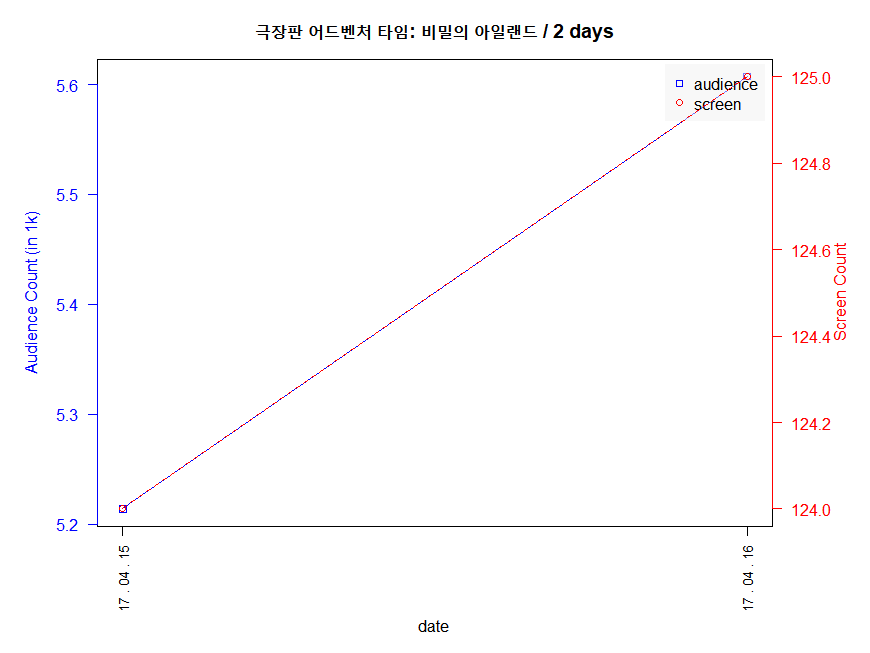 극장판 어드벤처 타임: 비밀의 아일랜드 / 2 days
audience
screen
Audience Count (in 1k)
5.6
5.5
5.4
5.3
5.2
125.0
124.8
124.6
124.4
124.2
124.0
Screen Count
17 . 04 . 15
17 . 04 . 16
date